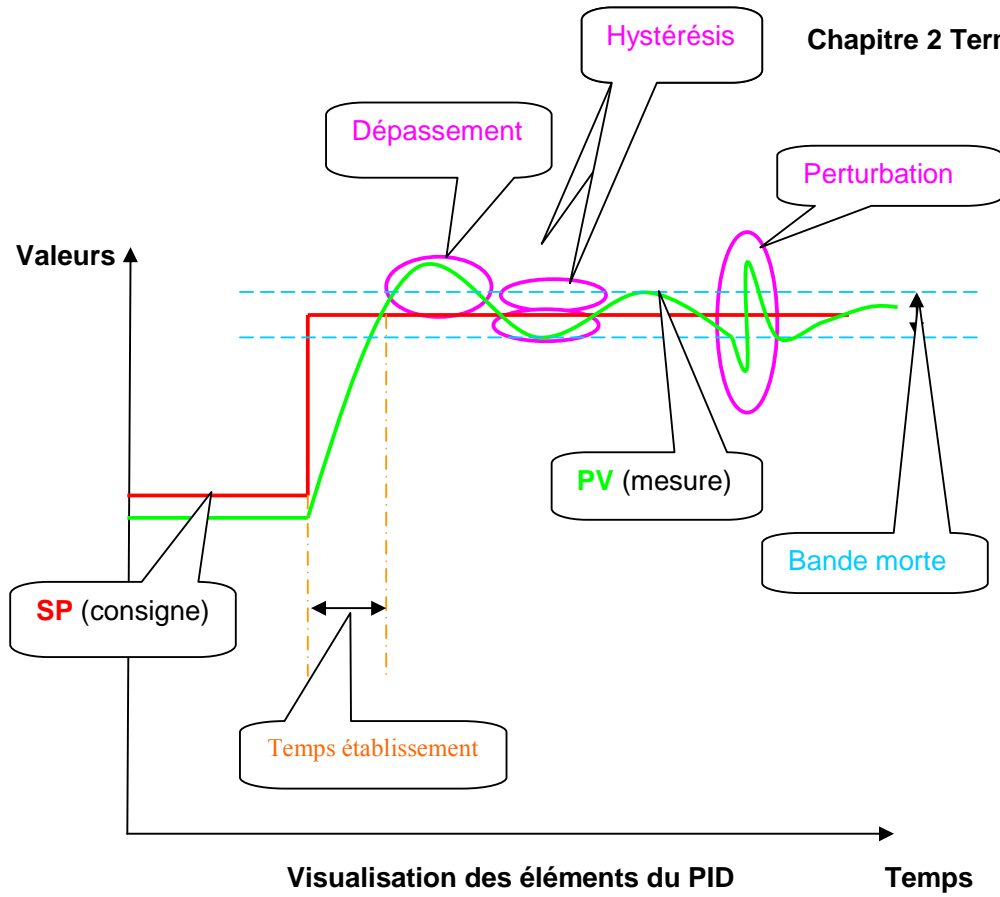 Hystérésis
Chapitre 2
Dépassement
Perturbation
Valeurs
PV (mesure)
Bande morte
SP (consigne)
Temps établissement
Visualisation des éléments du PID
Temps